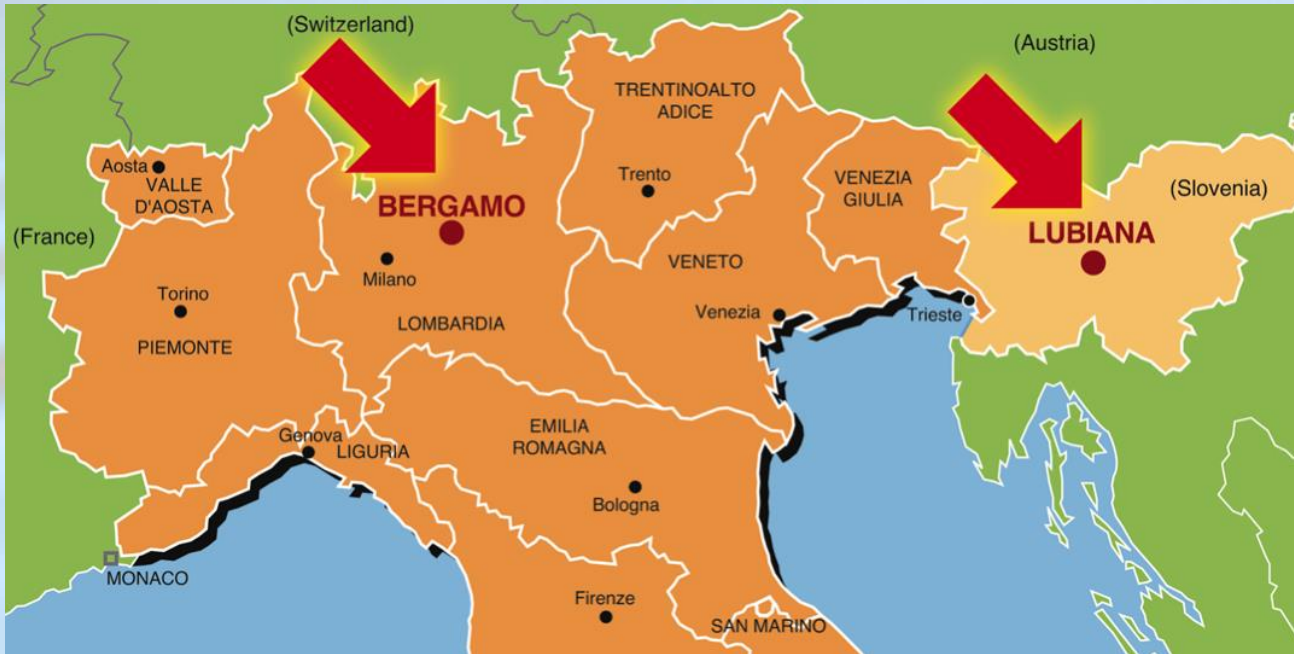 (Switzerland)
(Austria)
TRENTINOALTO
ADICE
Aosta
VALLE
D'AOSTA
Trento
VENEZIA
GIULIA
(Slovenia)
BERGAMO
(France)
LUBIANA
Milano
VENETO
Torino
Venezia
Trieste
LOMBARDIA
PIEMONTE
EMILIA
ROMAGNA
Genova
LIGURIA
Bologna
MONACO
Firenze
SAN MARINO